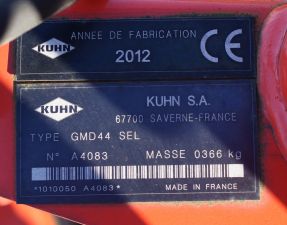 KUHN
ANNÉE DE FABRICATION
2012
CE
KUHN
KUHN S.A.
67700 SAVERNE-FRANCE
TYPE GMD44 SEL
N° A4083 MASSE 0366 kg
*1010050 A4083*
MADE IN FRANCE